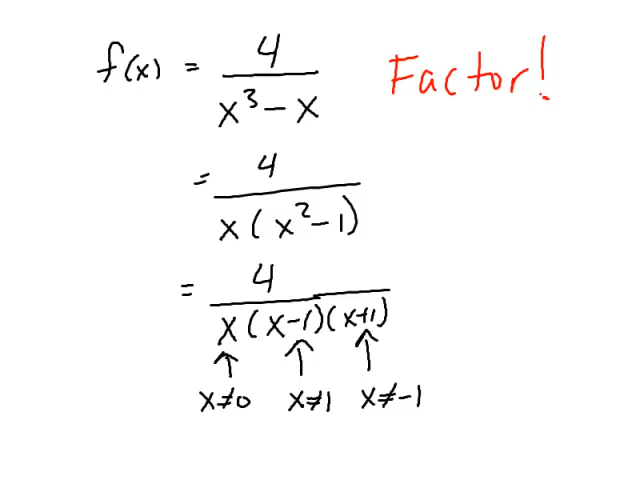 f(x) = 4/(x³ − x) Factor!
= 4/(x(x² − 1))
= 4/(x(x−1)(x+1))
↑ ↑ ↑
x≠0 x≠1 x≠−1